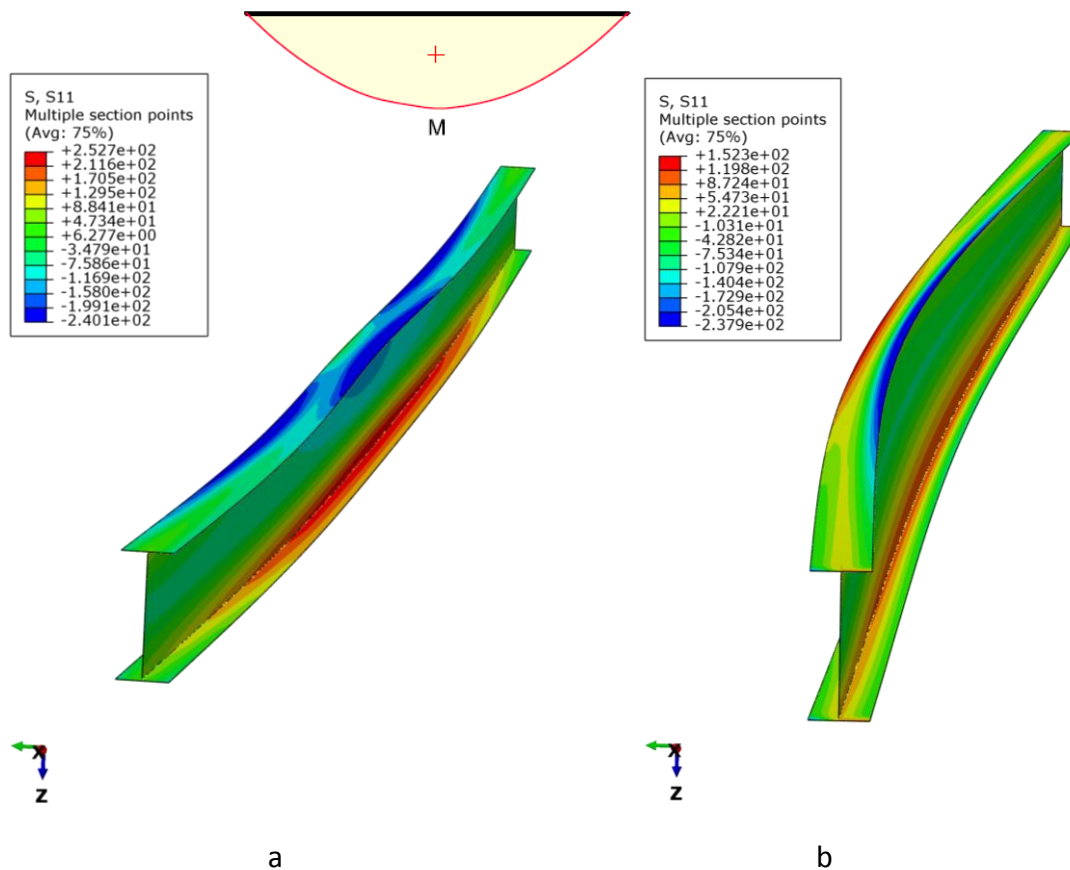 M
S, S11
Multiple section points
(Avg: 75%)
+2.527e+02
+2.116e+02
+1.705e+02
+1.295e+02
+8.841e+01
+4.734e+01
+6.277e+00
-3.479e+01
-7.586e+01
-1.169e+02
-1.580e+02
-1.991e+02
-2.401e+02
S, S11
Multiple section points
(Avg: 75%)
+1.523e+02
+1.198e+02
+8.724e+01
+5.473e+01
+2.221e+01
-1.031e+01
-4.282e+01
-7.534e+01
-1.079e+02
-1.404e+02
-1.729e+02
-2.054e+02
-2.379e+02
X
Z
X
Z
a
b